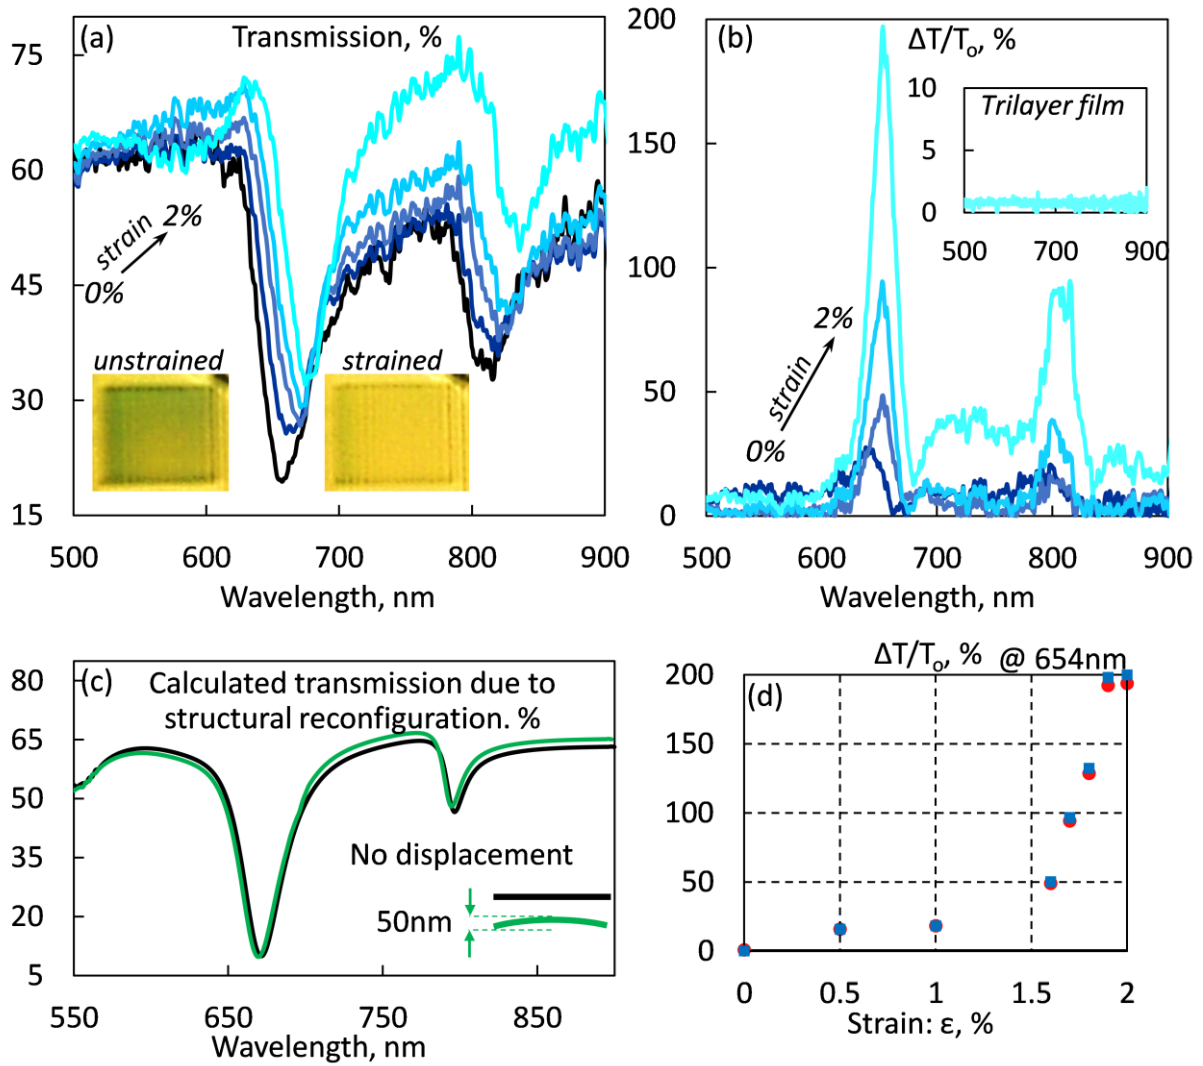 (a) Transmission, %
75
60
45
30
15
strain
0% 2%
unstrained strained
500 600 700 800 900
Wavelength, nm
(b) ΔT/Tₒ, %
200
150
100
50
0
10
5
0
Trilayer film
500 700 900
2%
strain
0%
500 600 700 800 900
Wavelength, nm
(c) Calculated transmission due to
structural reconfiguration. %
80
65
50
35
20
5
No displacement
50nm
550 650 750 850
Wavelength, nm
ΔT/Tₒ, % @ 654nm
(d)
200
150
100
50
0
0 0.5 1 1.5 2
Strain: ε, %